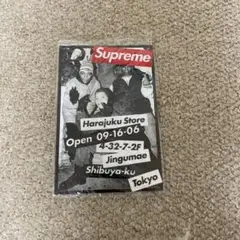 Supreme
Harajuku Store
Open 09-16-06
4-32-7-2F
Jingumae
Shibuya-ku
Tokyo